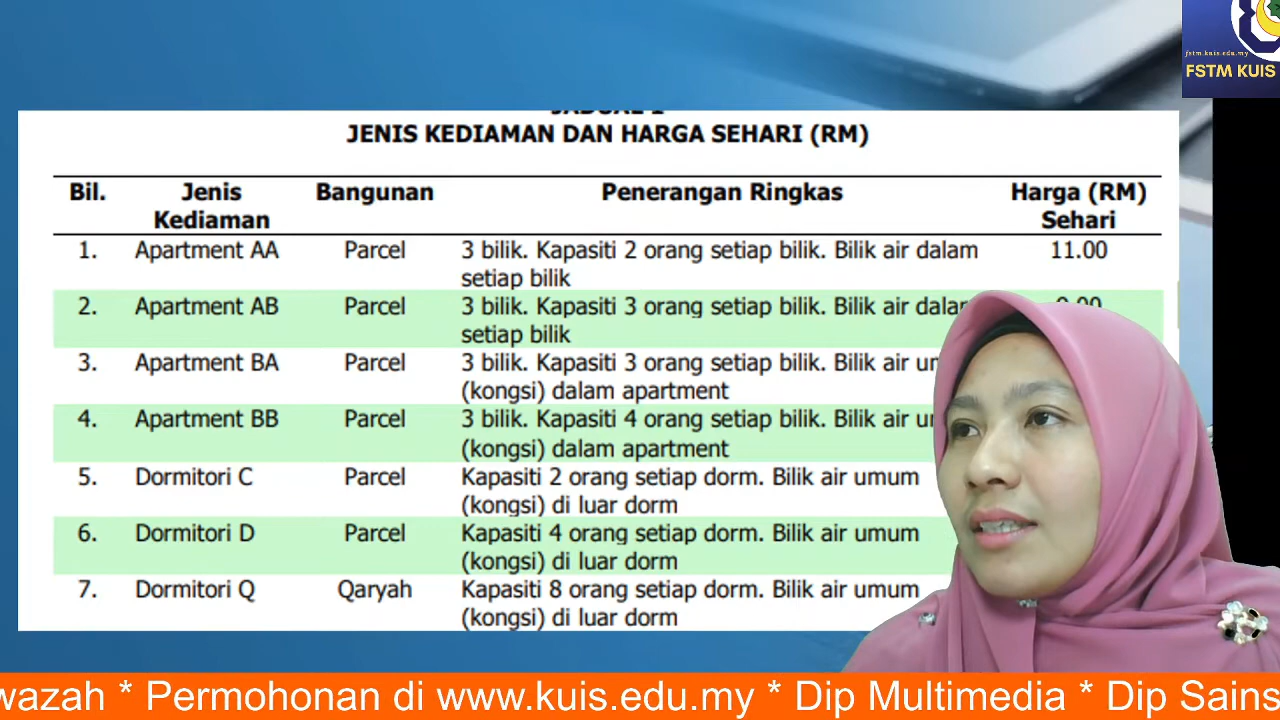 fstm.kuis.edu.my
FSTM KUIS
JENIS KEDIAMAN DAN HARGA SEHARI (RM)
Bil. Jenis Kediaman Bangunan Penerangan Ringkas Harga (RM) Sehari
1. Apartment AA Parcel 3 bilik. Kapasiti 2 orang setiap bilik. Bilik air dalam 11.00
setiap bilik
2. Apartment AB Parcel 3 bilik. Kapasiti 3 orang setiap bilik. Bilik air
setiap bilik
3. Apartment BA Parcel 3 bilik. Kapasiti 3 orang setiap bilik. Bilik air
(kongsi) dalam apartment
4. Apartment BB Parcel 3 bilik. Kapasiti 4 orang setiap bilik. Bilik air
(kongsi) dalam apartment
5. Dormitori C Parcel Kapasiti 2 orang setiap dorm. Bilik air umum
(kongsi) di luar dorm
6. Dormitori D Parcel Kapasiti 4 orang setiap dorm. Bilik air umum
(kongsi) di luar dorm
7. Dormitori Q Qaryah Kapasiti 8 orang setiap dorm. Bilik air umum
(kongsi) di luar dorm
wazah * Permohonan di www.kuis.edu.my * Dip Multimedia * Dip Sains